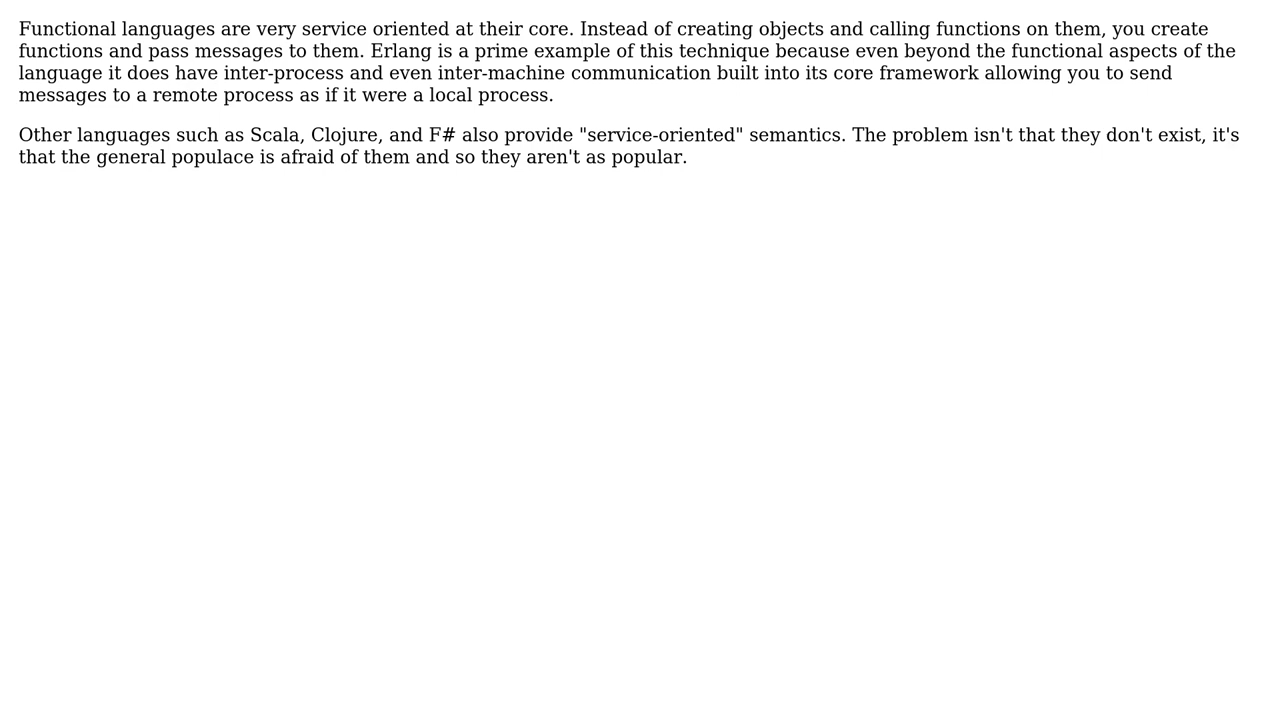 Functional languages are very service oriented at their core. Instead of creating objects and calling functions on them, you create
functions and pass messages to them. Erlang is a prime example of this technique because even beyond the functional aspects of the
language it does have inter-process and even inter-machine communication built into its core framework allowing you to send
messages to a remote process as if it were a local process.
Other languages such as Scala, Clojure, and F# also provide "service-oriented" semantics. The problem isn't that they don't exist, it's
that the general populace is afraid of them and so they aren't as popular.